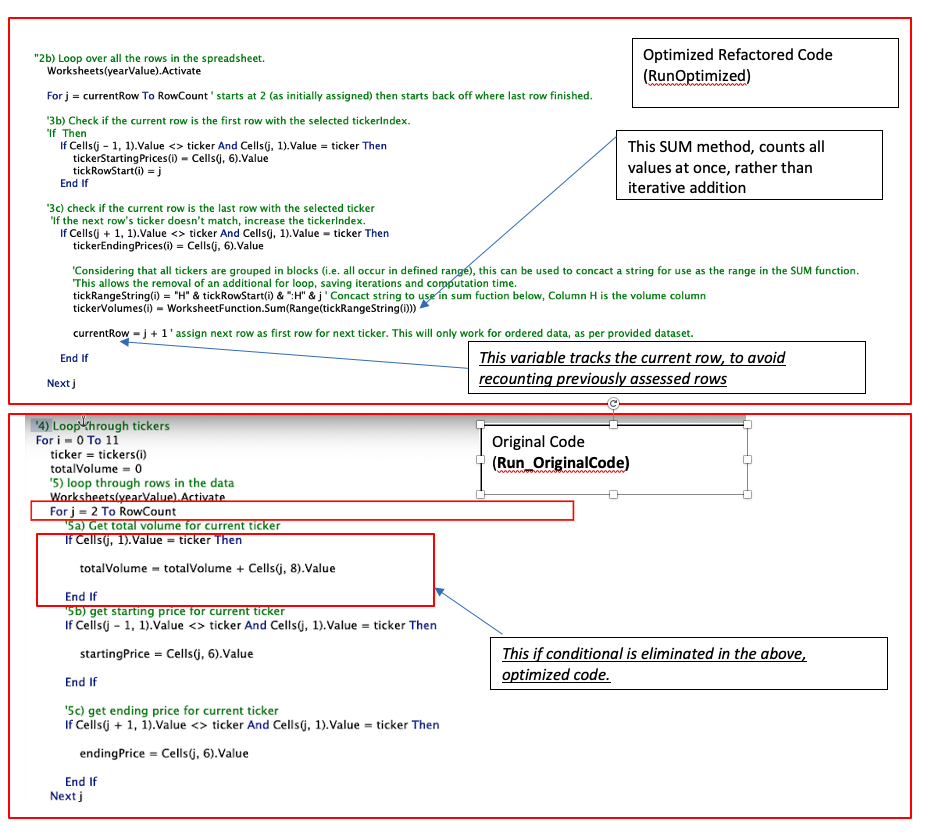 "2b) Loop over all the rows in the spreadsheet.
Worksheets(yearValue).Activate
For j = currentRow To RowCount ' starts at 2 (as initially assigned) then starts back off where last row finished.
'3b) Check if the current row is the first row with the selected tickerIndex.
'If  Then
If Cells(j - 1, 1).Value <> ticker And Cells(j, 1).Value = ticker Then
tickerStartingPrices(i) = Cells(j, 6).Value
tickRowStart(i) = j
End If
'3c) check if the current row is the last row with the selected ticker
'If the next row's ticker doesn't match, increase the tickerIndex.
If Cells(j + 1, 1).Value <> ticker And Cells(j, 1).Value = ticker Then
tickerEndingPrices(i) = Cells(j, 6).Value
'Considering that all tickers are grouped in blocks (i.e. all occur in defined range), this can be used to concact a string for use as the range in the SUM function.
'This allows the removal of an additional for loop, saving iterations and computation time.
tickRangeString(i) = "H" & tickRowStart(i) & ":H" & j ' Concact string to use in sum fuction below, Column H is the volume column
tickerVolumes(i) = WorksheetFunction.Sum(Range(tickRangeString(i)))
currentRow = j + 1 ' assign next row as first row for next ticker. This will only work for ordered data, as per provided dataset.
End If
Next j
Optimized Refactored Code
(RunOptimized)
This SUM method, counts all
values at once, rather than
iterative addition
This variable tracks the current row, to avoid
recounting previously assessed rows
'4) Loop through tickers
For i = 0 To 11
ticker = tickers(i)
totalVolume = 0
'5) loop through rows in the data
Worksheets(yearValue).Activate
For j = 2 To RowCount
'5a) Get total volume for current ticker
If Cells(j, 1).Value = ticker Then
totalVolume = totalVolume + Cells(j, 8).Value
End If
'5b) get starting price for current ticker
If Cells(j - 1, 1).Value <> ticker And Cells(j, 1).Value = ticker Then
startingPrice = Cells(j, 6).Value
End If
'5c) get ending price for current ticker
If Cells(j + 1, 1).Value <> ticker And Cells(j, 1).Value = ticker Then
endingPrice = Cells(j, 6).Value
End If
Next j
Original Code
(Run_OriginalCode)
This if conditional is eliminated in the above,
optimized code.